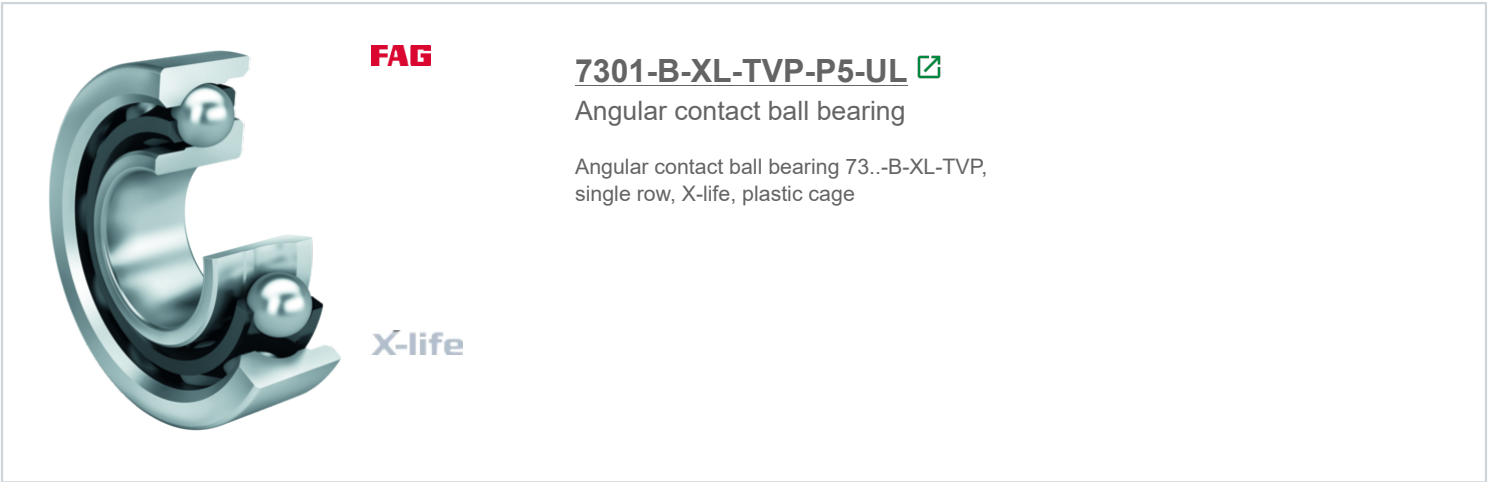 FAG
7301-B-XL-TVP-P5-UL
Angular contact ball bearing
Angular contact ball bearing 73..-B-XL-TVP,
single row, X-life, plastic cage
X-life